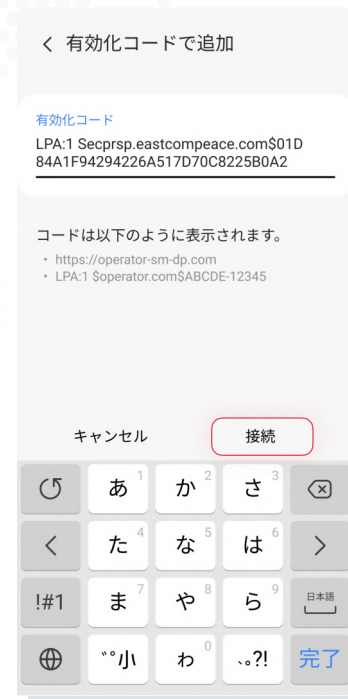 く 有効化コードで追加
有効化コード
LPA:1 Secprsp.eastcompeace.com$01D
84A1F94294226A517D70C8225B0A2
コードは以下のように表示されます。
・ https://operator-sm-dp.com
・ LPA:1 $operator.com$ABCDE-12345
キャンセル 接続
あ 1 か 2 さ 3
た 4 な 5 は 6
!#1 ま 7 や 8 ら 9 日本語
゛゜小 わ 0 、。?! 完了